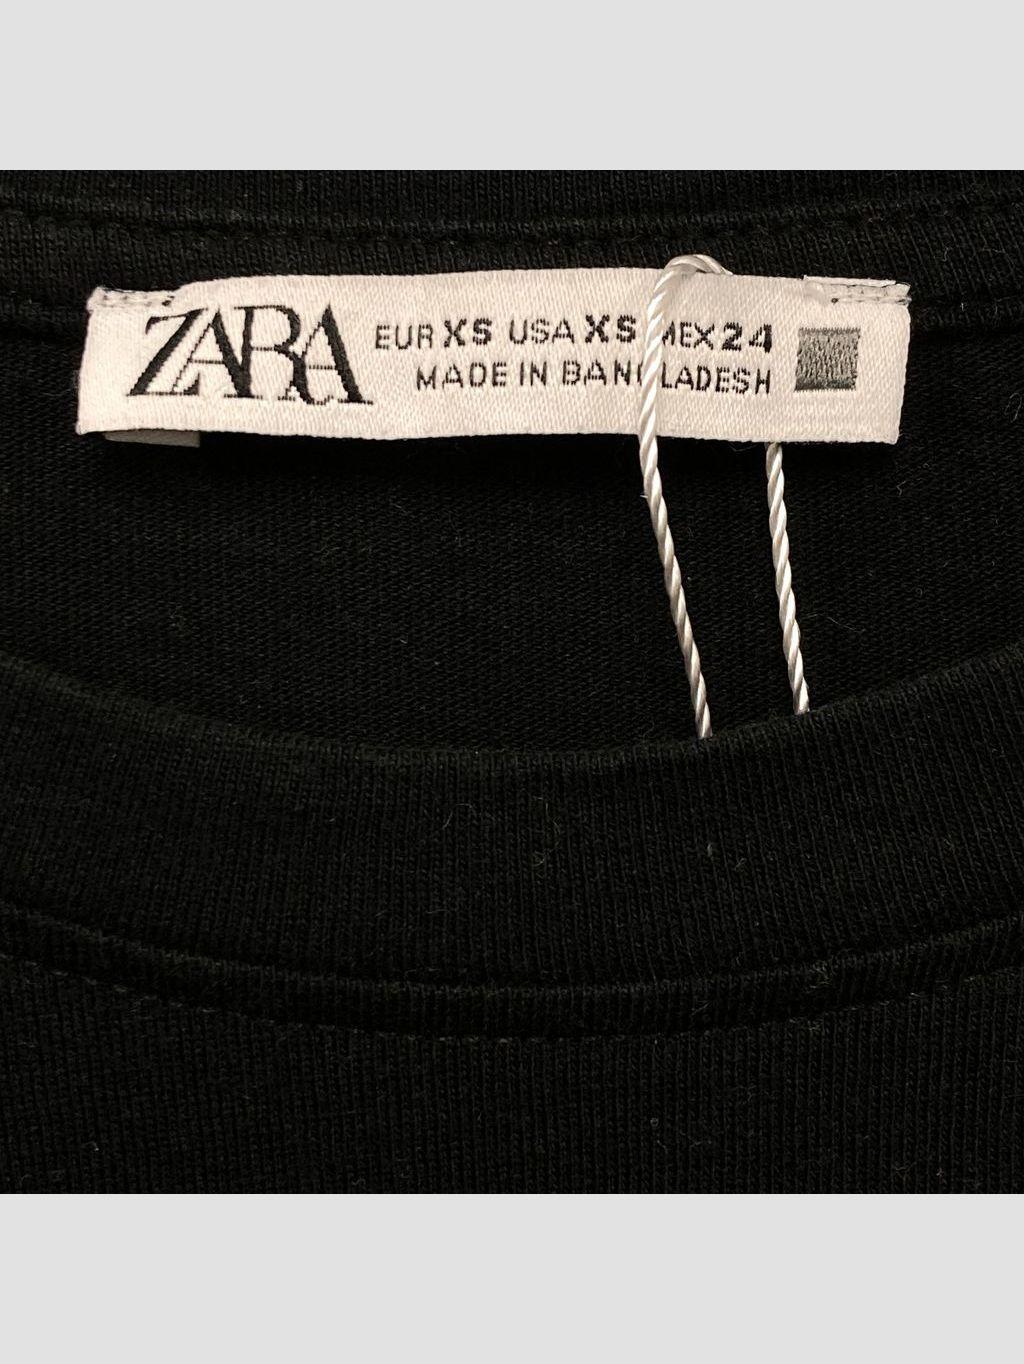 ZARA
EUR XS USA XS MEX 24
MADE IN BANGLADESH